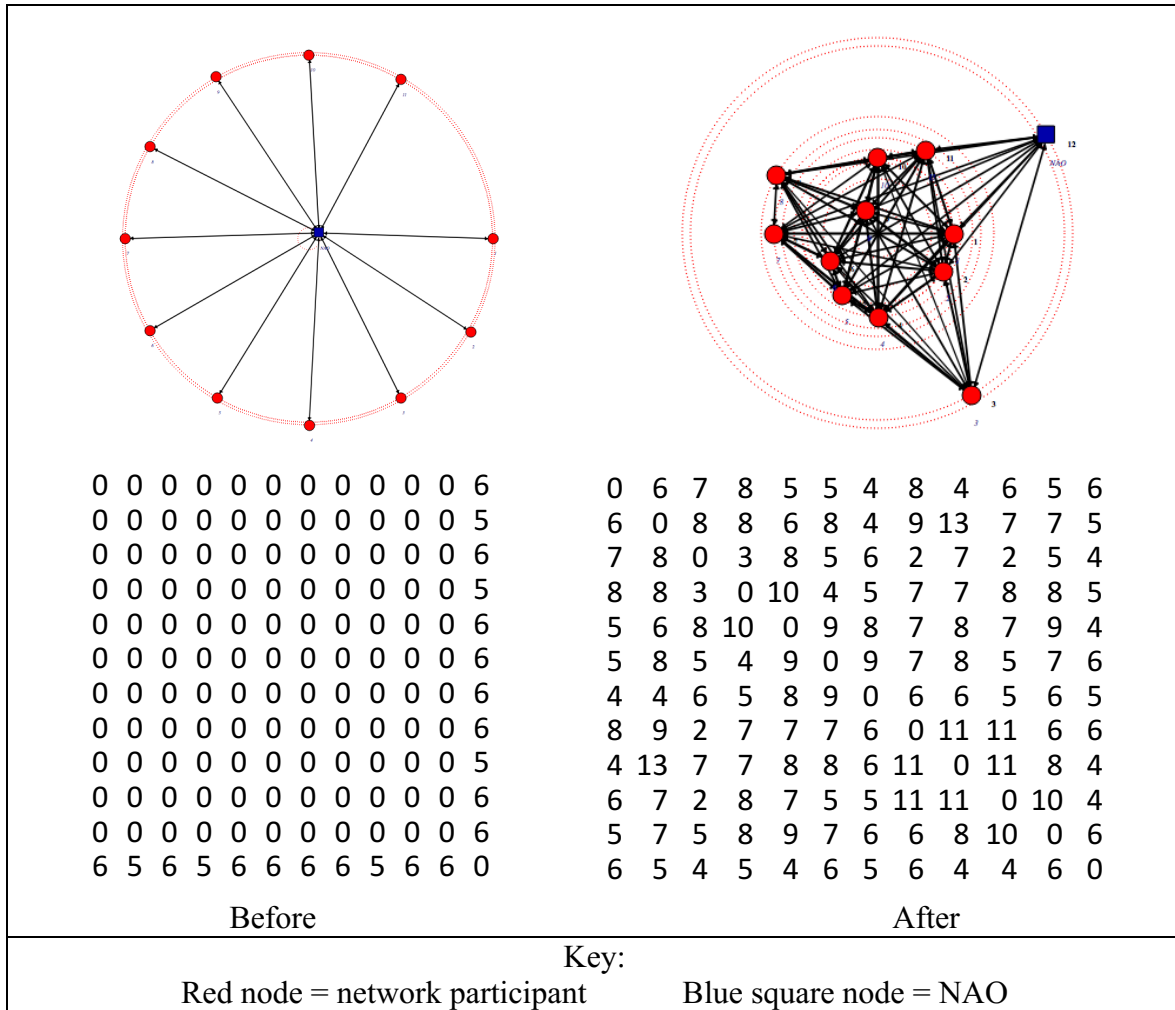 10
11
12
NAO
1
2
3
3
4
0 0 0 0 0 0 0 0 0 0 0 6
0 0 0 0 0 0 0 0 0 0 0 5
0 0 0 0 0 0 0 0 0 0 0 6
0 0 0 0 0 0 0 0 0 0 0 5
0 0 0 0 0 0 0 0 0 0 0 6
0 0 0 0 0 0 0 0 0 0 0 6
0 0 0 0 0 0 0 0 0 0 0 6
0 0 0 0 0 0 0 0 0 0 0 6
0 0 0 0 0 0 0 0 0 0 0 5
0 0 0 0 0 0 0 0 0 0 0 6
0 0 0 0 0 0 0 0 0 0 0 6
6 5 6 5 6 6 6 6 5 6 6 0
Before
0 6 7 8 5 5 4 8 4 6 5 6
6 0 8 8 6 8 4 9 13 7 7 5
7 8 0 3 8 5 6 2 7 2 5 4
8 8 3 0 10 4 5 7 7 8 8 5
5 6 8 10 0 9 8 7 8 7 9 4
5 8 5 4 9 0 9 7 8 5 7 6
4 4 6 5 8 9 0 6 6 5 6 5
8 9 2 7 7 7 6 0 11 11 6 6
4 13 7 7 8 8 6 11 0 11 8 4
6 7 2 8 7 5 5 11 11 0 10 4
5 7 5 8 9 7 6 6 8 10 0 6
6 5 4 5 4 6 5 6 4 4 6 0
After
Key:
Red node = network participant
Blue square node = NAO